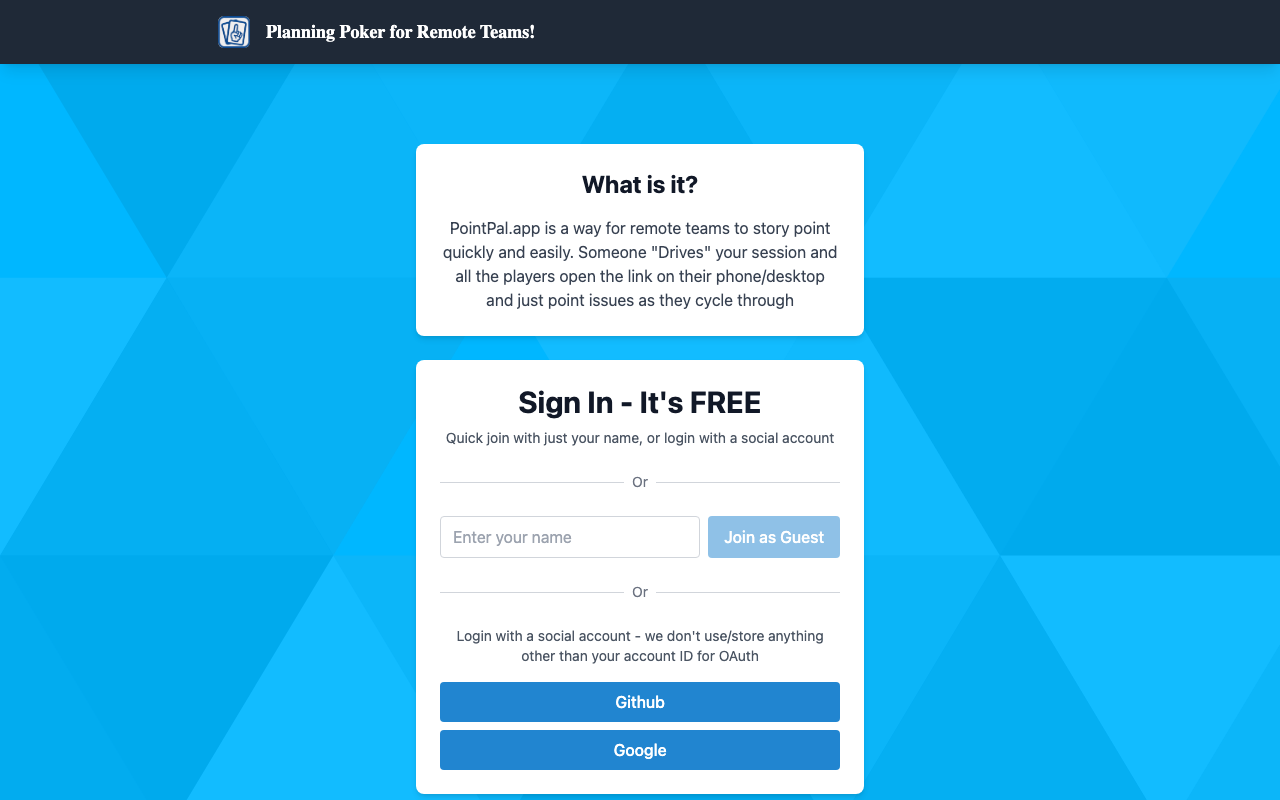 Planning Poker for Remote Teams!
What is it?
PointPal.app is a way for remote teams to story point
quickly and easily. Someone "Drives" your session and
all the players open the link on their phone/desktop
and just point issues as they cycle through
Sign In - It's FREE
Quick join with just your name, or login with a social account
Or
Enter your name
Join as Guest
Or
Login with a social account - we don't use/store anything
other than your account ID for OAuth
Github
Google